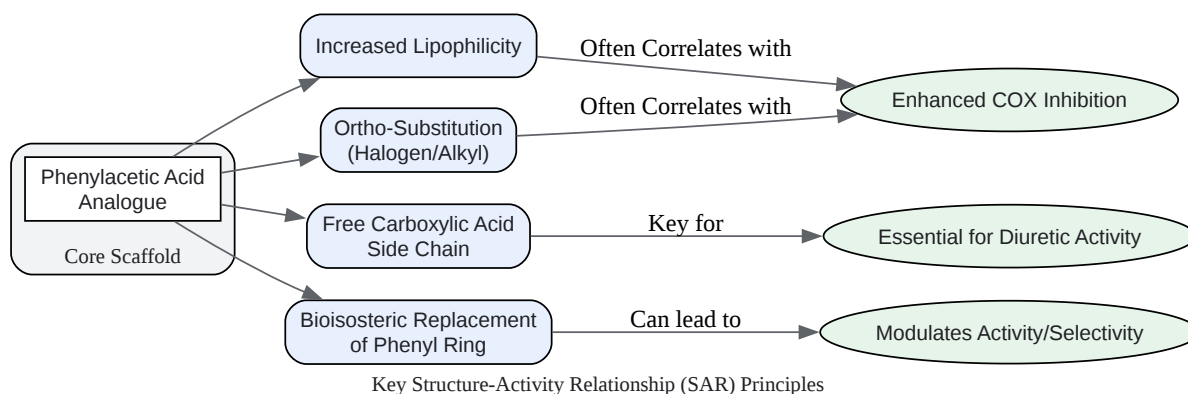 Increased Lipophilicity
Often Correlates with
Enhanced COX Inhibition
Ortho-Substitution
(Halogen/Alkyl)
Often Correlates with
Phenylacetic Acid
Analogue
Core Scaffold
Free Carboxylic Acid
Side Chain
Key for
Essential for Diuretic Activity
Bioisosteric Replacement
of Phenyl Ring
Can lead to
Modulates Activity/Selectivity
Key Structure-Activity Relationship (SAR) Principles